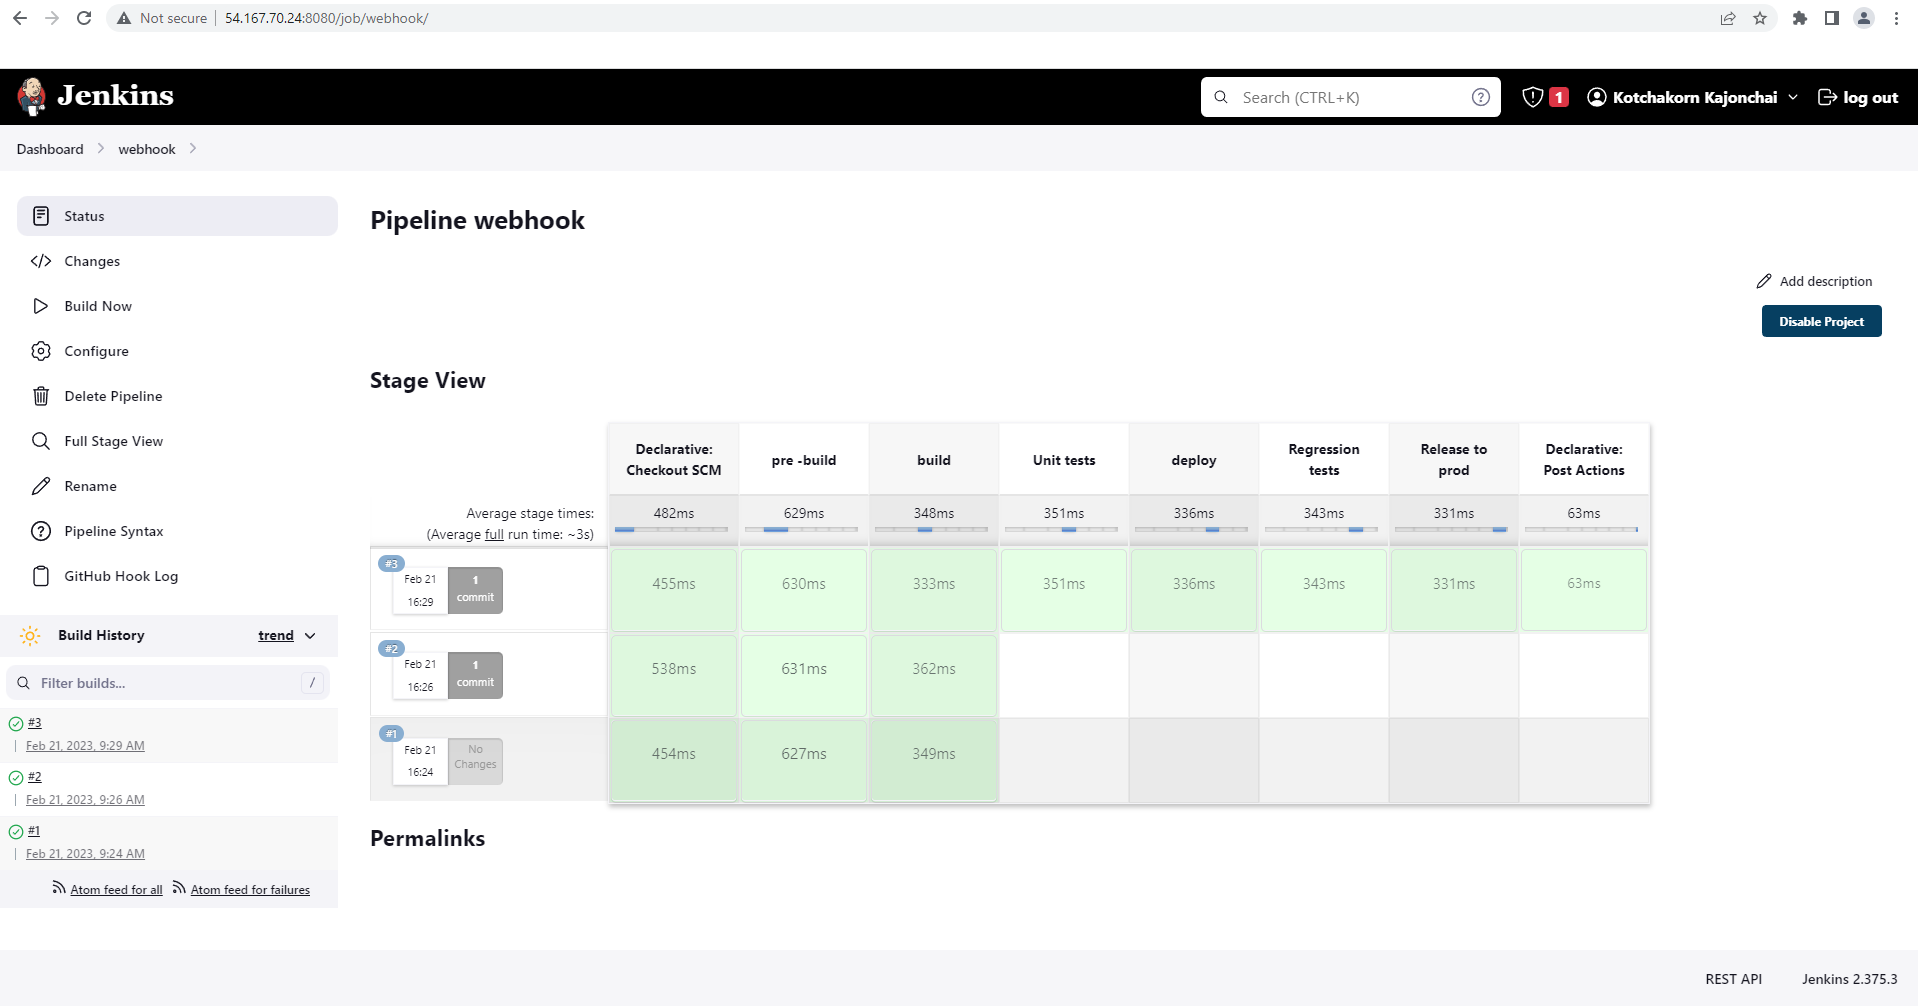 Not secure
54.167.70.24:8080/job/webhook/
Jenkins
Search (CTRL+K)
?
1
Kotchakorn Kajonchai
log out
Dashboard
webhook
Status
Changes
Build Now
Configure
Delete Pipeline
Full Stage View
Rename
Pipeline Syntax
GitHub Hook Log
Build History
trend
Filter builds...
/
#3
Feb 21, 2023, 9:29 AM
#2
Feb 21, 2023, 9:26 AM
#1
Feb 21, 2023, 9:24 AM
Atom feed for all
Atom feed for failures
Pipeline webhook
Add description
Disable Project
Stage View
Declarative: Checkout SCM
pre -build
build
Unit tests
deploy
Regression tests
Release to prod
Declarative: Post Actions
Average stage times:
(Average full run time: ~3s)
482ms
629ms
348ms
351ms
336ms
343ms
331ms
63ms
#3
Feb 21
16:29
1
commit
455ms
630ms
333ms
351ms
336ms
343ms
331ms
63ms
#2
Feb 21
16:26
1
commit
538ms
631ms
362ms
#1
Feb 21
16:24
No
Changes
454ms
627ms
349ms
Permalinks
REST API
Jenkins 2.375.3